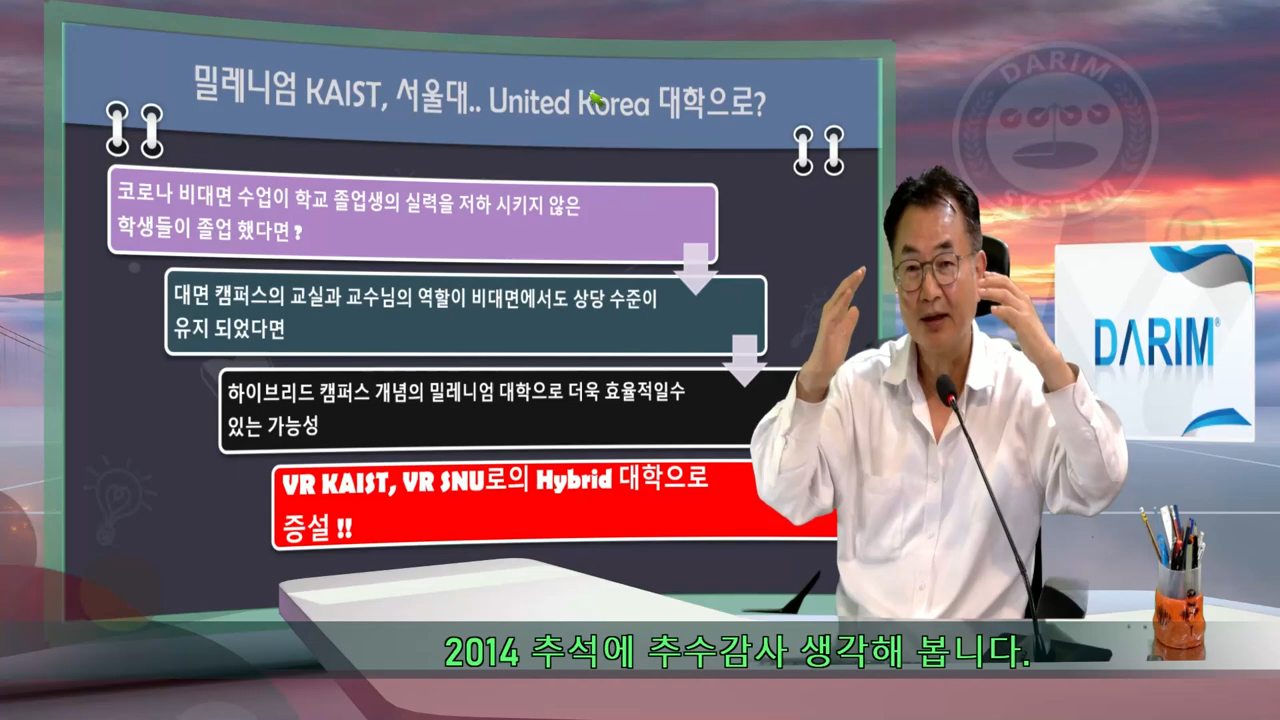 밀레니엄 KAIST, 서울대.. United Korea 대학으로?
코로나 비대면 수업이 학교 졸업생의 실력을 저하 시키지 않은
학생들이 졸업 했다면 ?
대면 캠퍼스의 교실과 교수님의 역할이 비대면에서도 상당 수준이
유지 되었다면
하이브리드 캠퍼스 개념의 밀레니엄 대학으로 더욱 효율적일수
있는 가능성
VR KAIST, VR SNU로의 Hybrid 대학으로
증설 !!
DARIM
SYSTEM
®
DARIM®
2014 추석에 추수감사 생각해 봅니다.